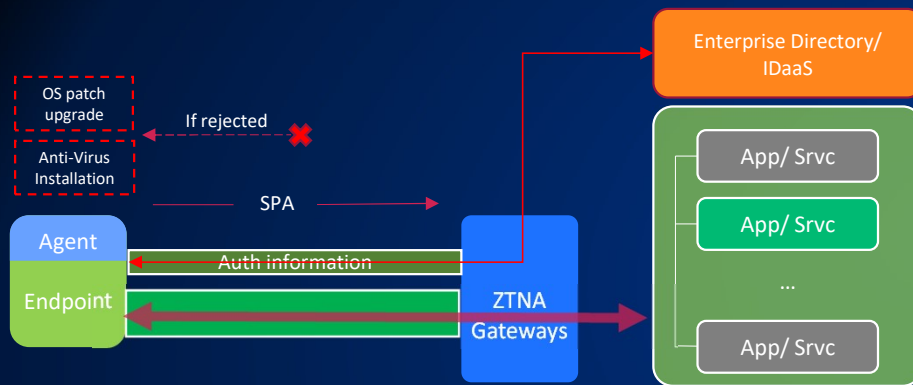 Enterprise Directory/
IDaaS
OS patch
upgrade
If rejected
Anti-Virus
Installation
App/ Srvc
SPA
Agent
App/ Srvc
Auth information
Endpoint
ZTNA
Gateways
...
App/ Srvc